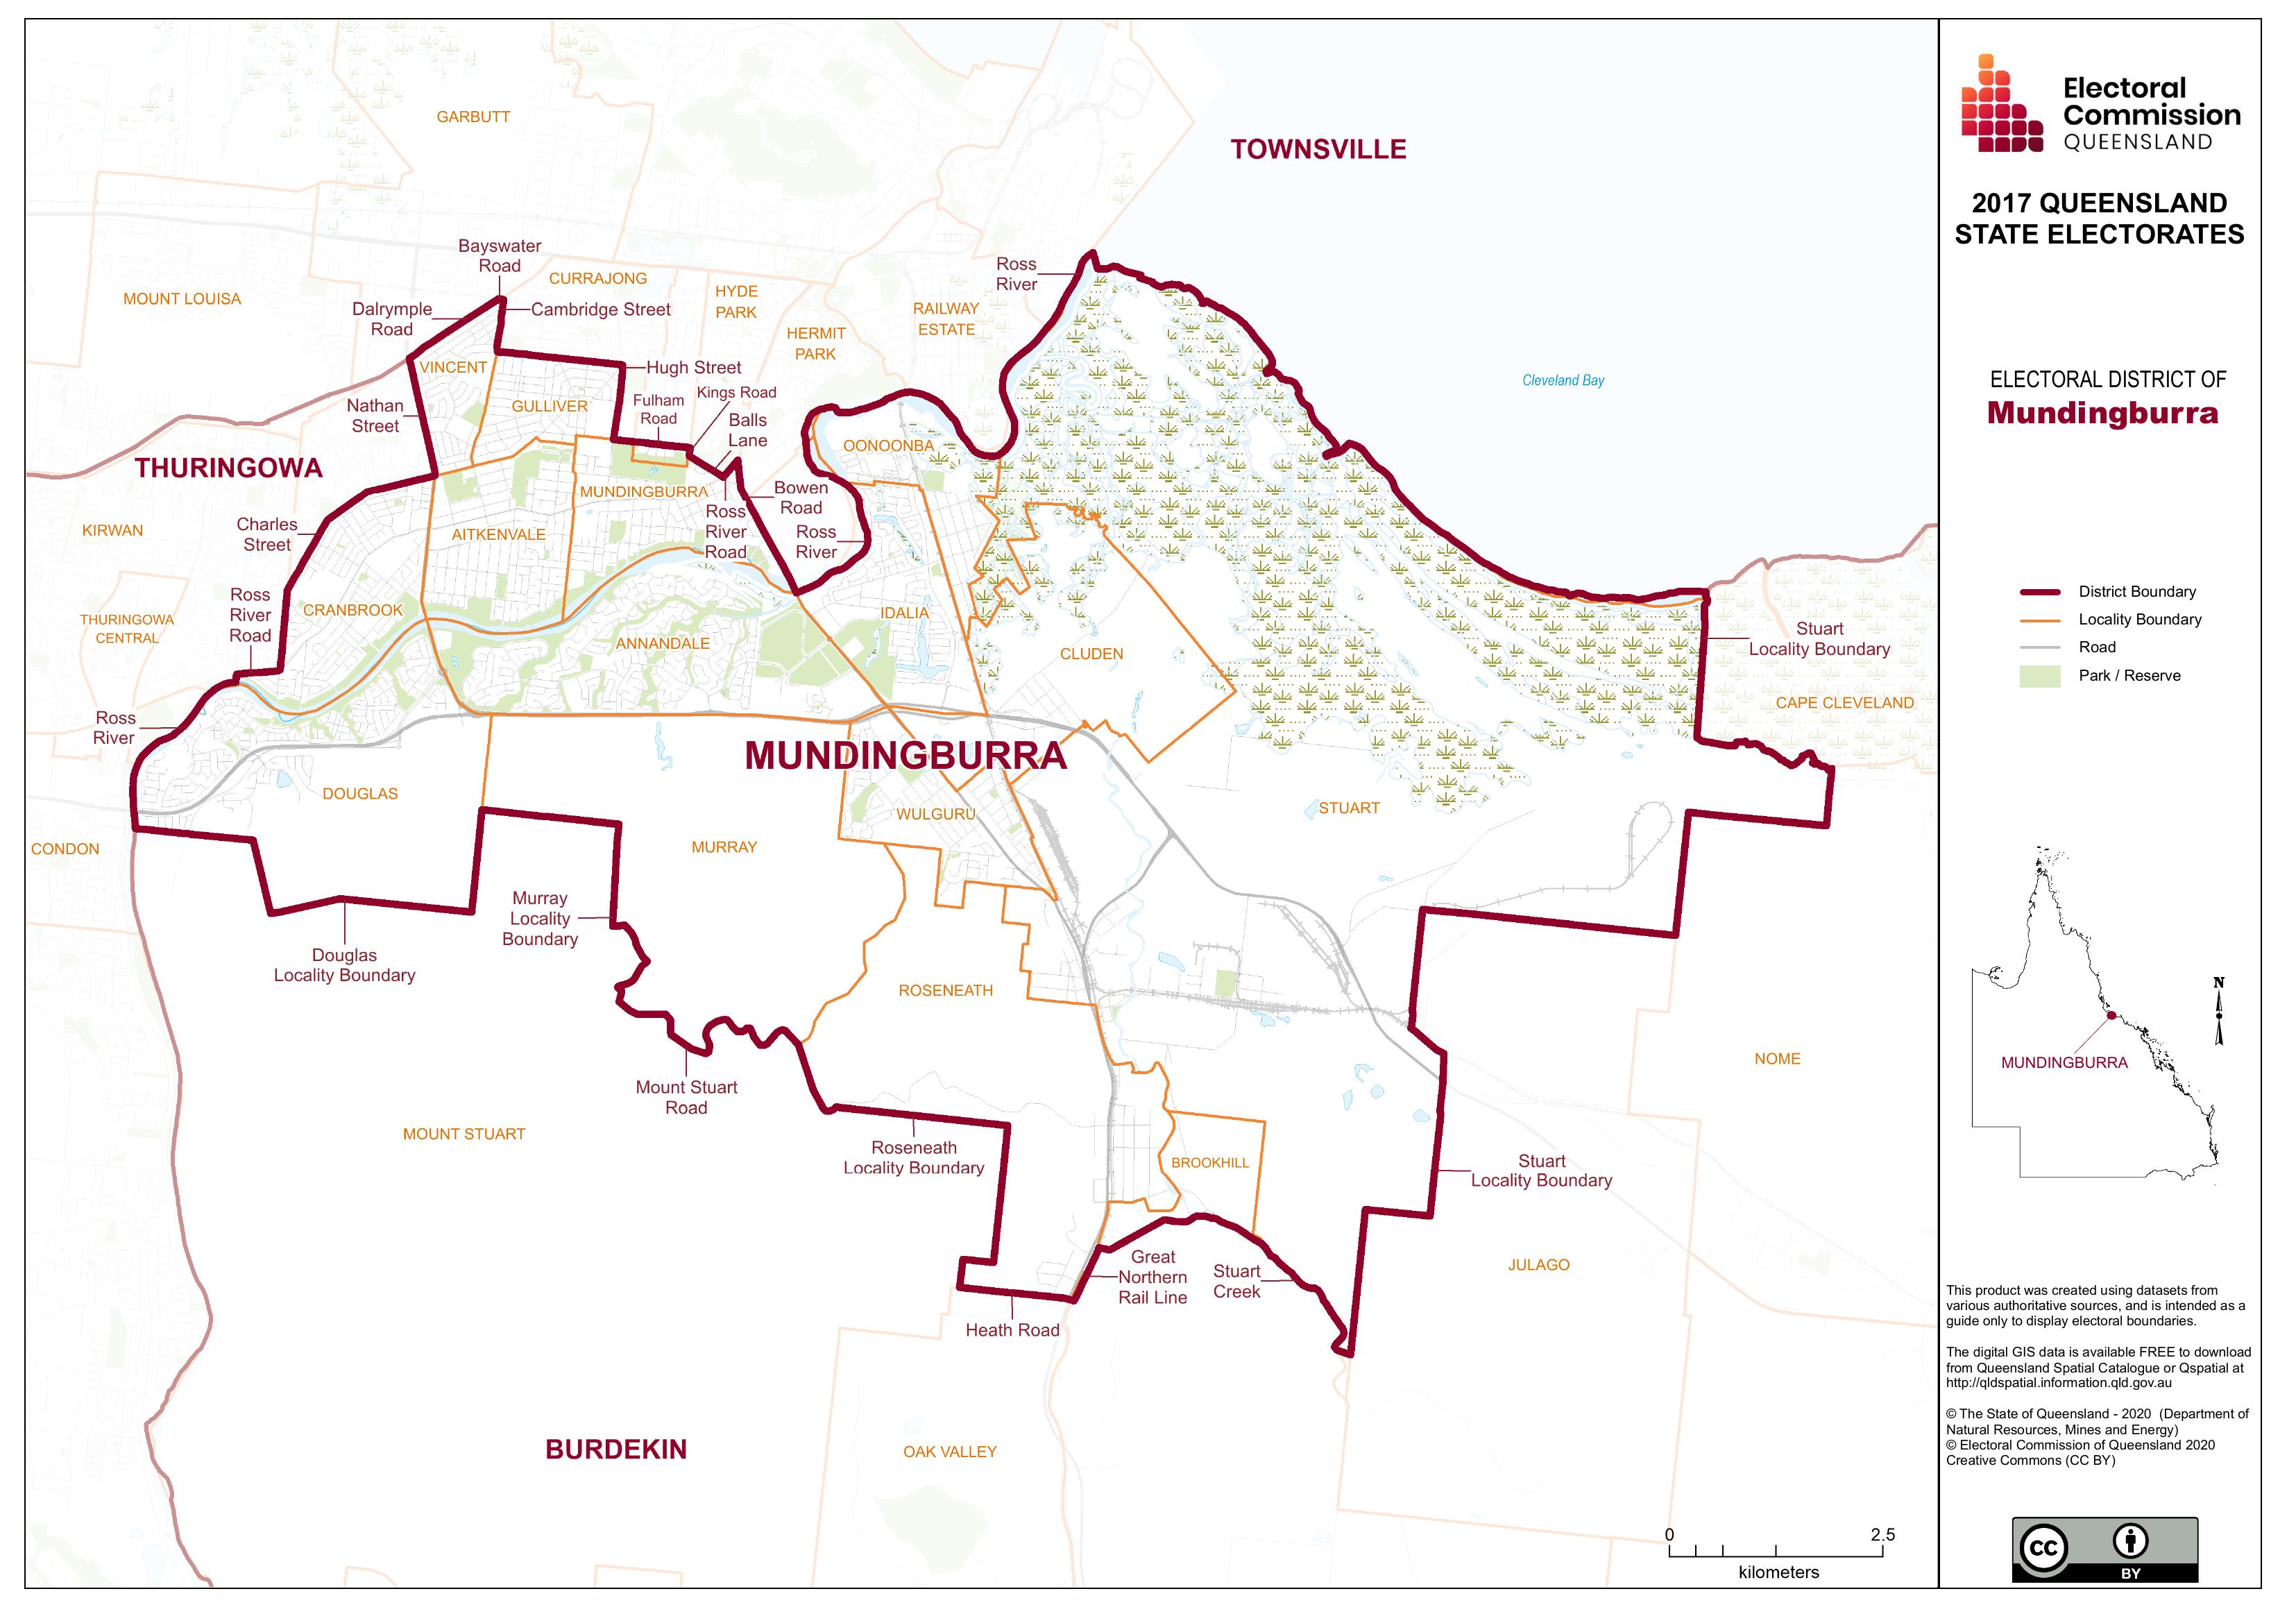 GARBUTT
TOWNSVILLE
Bayswater
Road
CURRAJONG
Ross
River
MOUNT LOUISA
HYDE
PARK
RAILWAY
ESTATE
Dalrymple
Road
Cambridge Street
HERMIT
PARK
VINCENT
Hugh Street
Cleveland Bay
Kings Road
Fulham
Road
Nathan
Street
GULLIVER
Balls
Lane
OONOONBA
THURINGOWA
MUNDINGBURRA
Bowen
Road
Ross
River
Road
Ross
River
KIRWAN
Charles
Street
AITKENVALE
Ross
River
Road
CRANBROOK
THURINGOWA
CENTRAL
IDALIA
ANNANDALE
CLUDEN
Stuart
Locality Boundary
CAPE CLEVELAND
Ross
River
MUNDINGBURRA
DOUGLAS
STUART
WULGURU
CONDON
MURRAY
Murray
Locality
Boundary
Douglas
Locality Boundary
ROSENEATH
NOME
Mount Stuart
Road
MOUNT STUART
Roseneath
Locality Boundary
BROOKHILL
Stuart
Locality Boundary
Great
Northern
Rail Line
Stuart
Creek
JULAGO
Heath Road
BURDEKIN
OAK VALLEY
0
2.5
kilometers
Electoral
Commission
QUEENSLAND
2017 QUEENSLAND
STATE ELECTORATES
ELECTORAL DISTRICT OF
Mundingburra
District Boundary
Locality Boundary
Road
Park / Reserve
N
MUNDINGBURRA
This product was created using datasets from
various authoritative sources, and is intended as a
guide only to display electoral boundaries.
The digital GIS data is available FREE to download
from Queensland Spatial Catalogue or Qspatial at
http://qldspatial.information.qld.gov.au
© The State of Queensland - 2020 (Department of
Natural Resources, Mines and Energy)
© Electoral Commission of Queensland 2020
Creative Commons (CC BY)
CC
BY